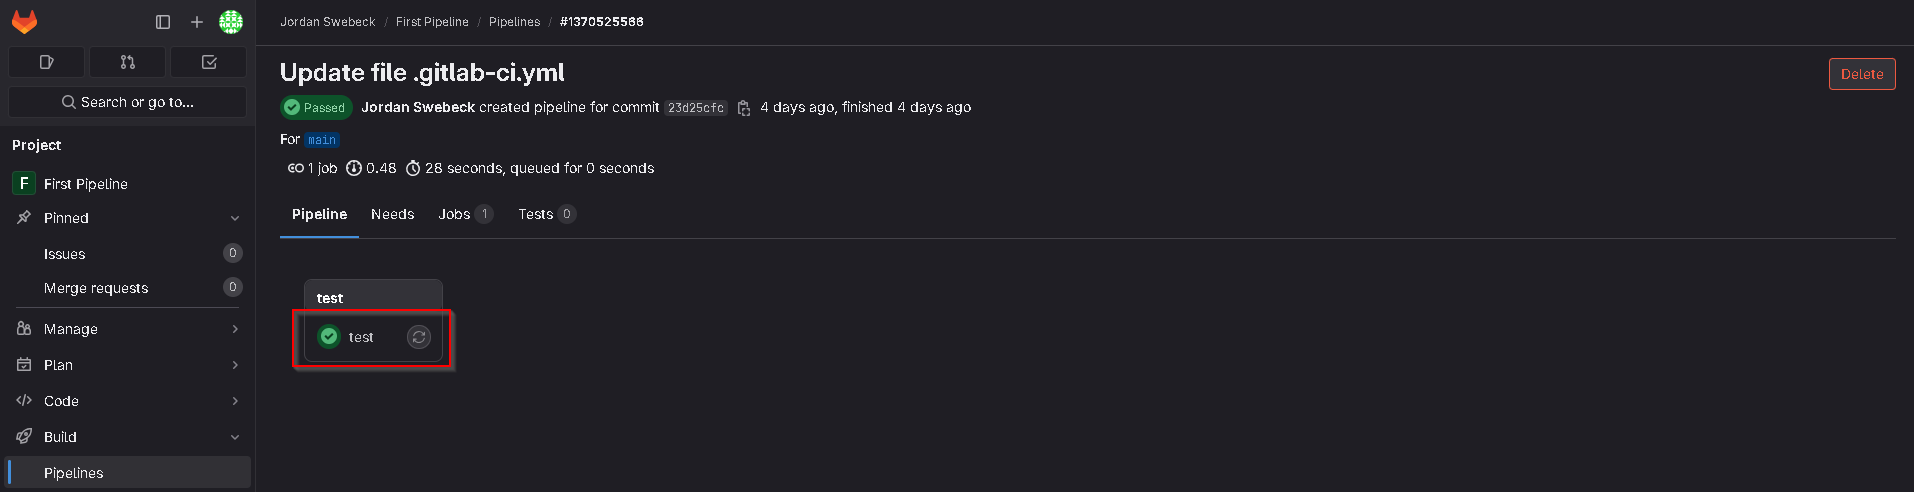 Jordan Swebeck / First Pipeline / Pipelines / #1370525566
Search or go to...
Project
F First Pipeline
Pinned
Issues 0
Merge requests 0
Manage
Plan
Code
Build
Pipelines
Update file .gitlab-ci.yml
Delete
Passed Jordan Swebeck created pipeline for commit 23d25cfc 4 days ago, finished 4 days ago
For main
1 job 0.48 28 seconds, queued for 0 seconds
Pipeline Needs Jobs 1 Tests 0
test
test